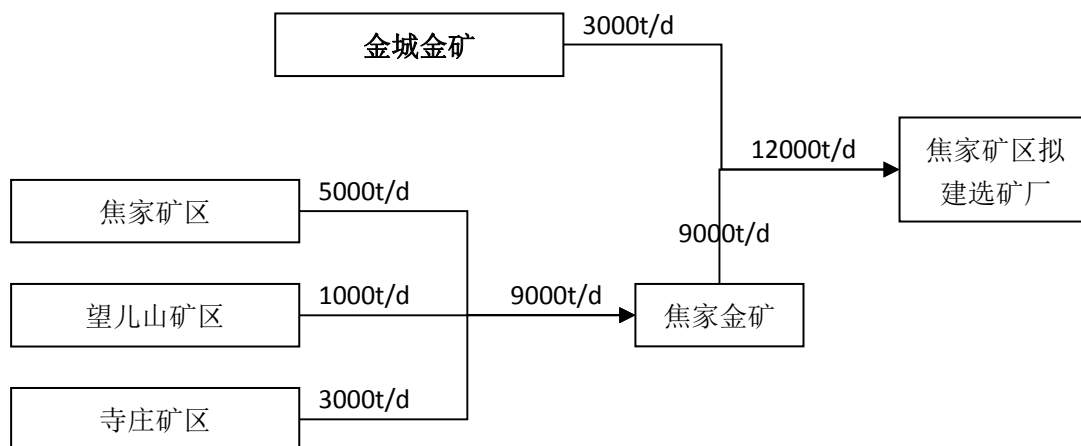 金城金矿
3000t/d
12000t/d
焦家矿区拟
建选矿厂
焦家矿区
5000t/d
9000t/d
望儿山矿区
1000t/d
9000t/d
焦家金矿
寺庄矿区
3000t/d